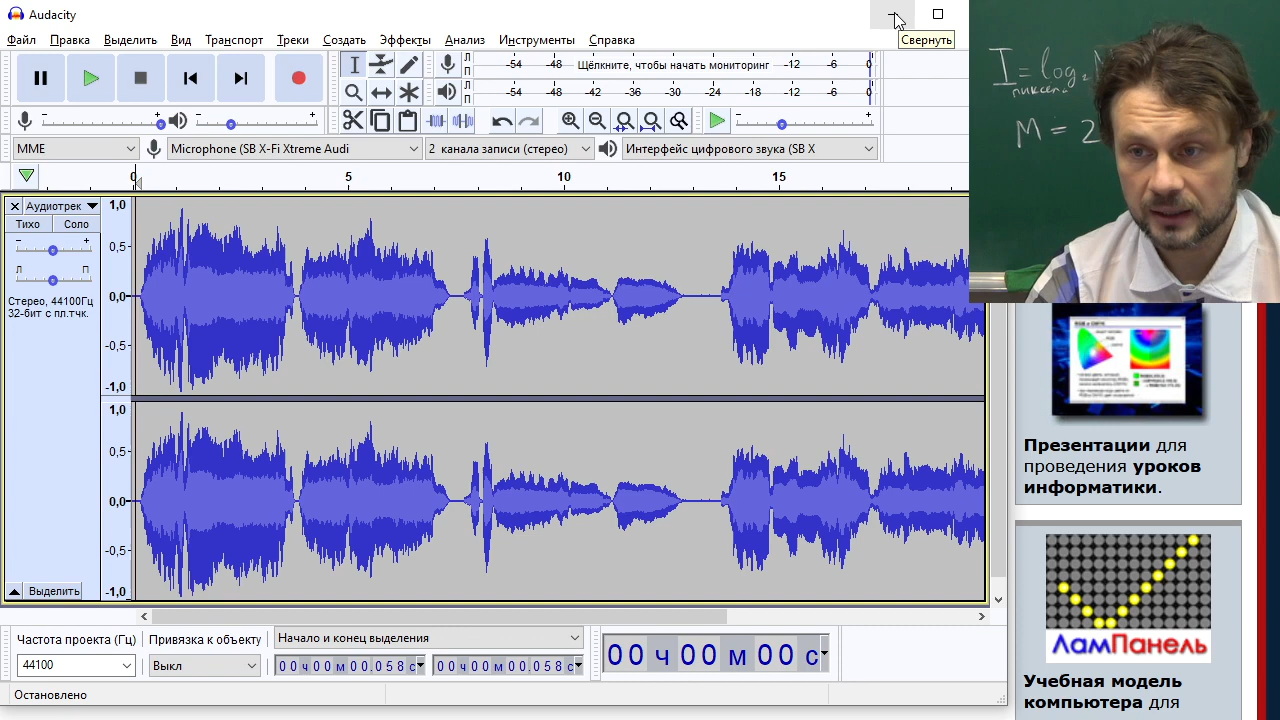 Audacity
Файл Правка Выделить Вид Транспорт Треки Создать Эффекты Анализ Инструменты Справка
Свернуть
Л -54 -48 Щёлкните, чтобы начать мониторинг -12 -6 0
П
Л -54 -48 -42 -36 -30 -24 -18 -12 -6 0
П
MME Microphone (SB X-Fi Xtreme Audi 2 канала записи (стерео) Интерфейс цифрового звука (SB X
0 5 10 15
Аудиотрек
Тихо Соло
- +
Л П
Стерео, 44100Гц
32-бит с пл.тчк.
1,0
0,5
0,0
-0,5
-1,0
1,0
0,5
0,0
-0,5
-1,0
Выделить
Частота проекта (Гц) Привязка к объекту Начало и конец выделения
44100 Выкл 00 ч 00 м 00.058 с 00 ч 00 м 00.058 с
00 ч 00 м 00 с
Остановлено
I = log₂
пиксел
M = 2
RGB и CMYK
Презентации для
проведения уроков
информатики.
ЛамПанель
Учебная модель
компьютера для